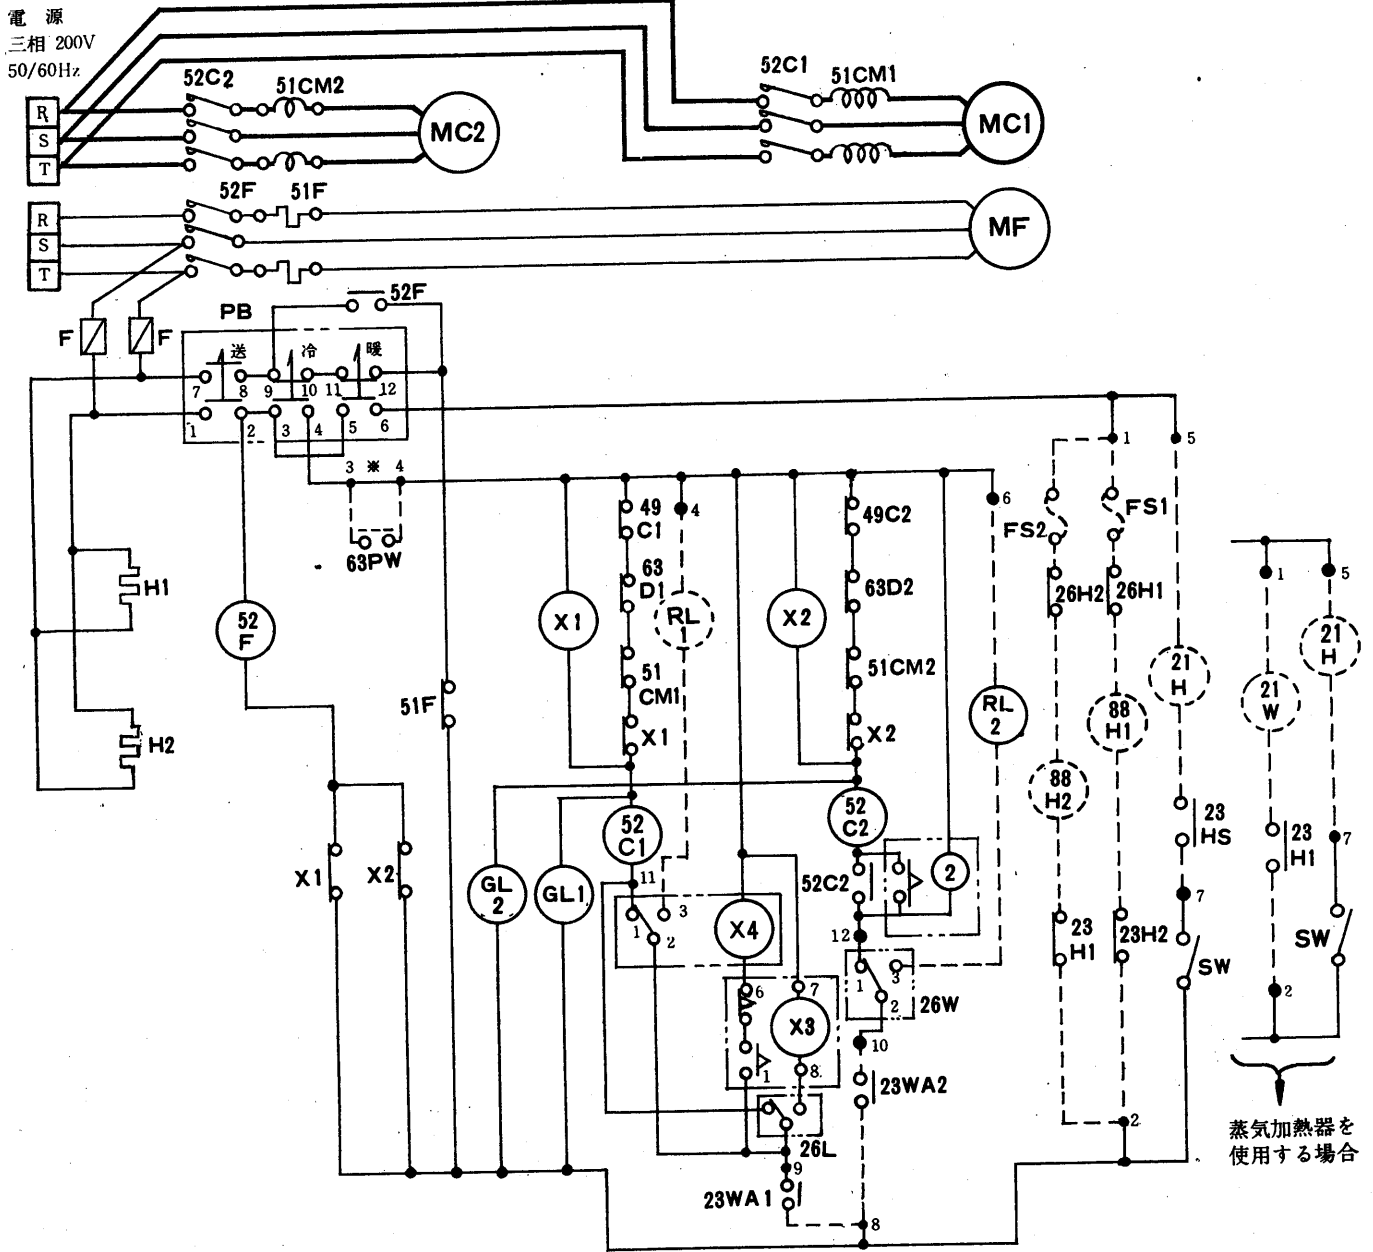 電 源
三相 200V
50/60Hz
52C2
51CM2
52C1
51CM1
R
S
T
MC2
MC1
52F
51F
R
S
T
MF
PB
52F
F
F
送
冷
暖
7
8
9
10
11
12
1
2
3
4
5
6
3 ※ 4
63PW
1
5
49
C1
4
49C2
6
FS2
FS1
H1
52
F
X1
63
D1
RL
1
X2
63D2
26H2
26H1
1
5
51
CM1
51CM2
21
H
21
H
21
W
51F
X1
X2
RL
2
88
H1
88
H2
H2
52
C1
52
C2
23
HS
23
H1
7
X1
X2
GL
2
GL1
11
52C2
2
7
1
3
2
X4
12
23
H1
23H2
SW
SW
1
3
2
26W
6
7
X3
10
2
1
8
23WA2
2
26L
9
23WA1
8
蒸気加熱器を
使用する場合